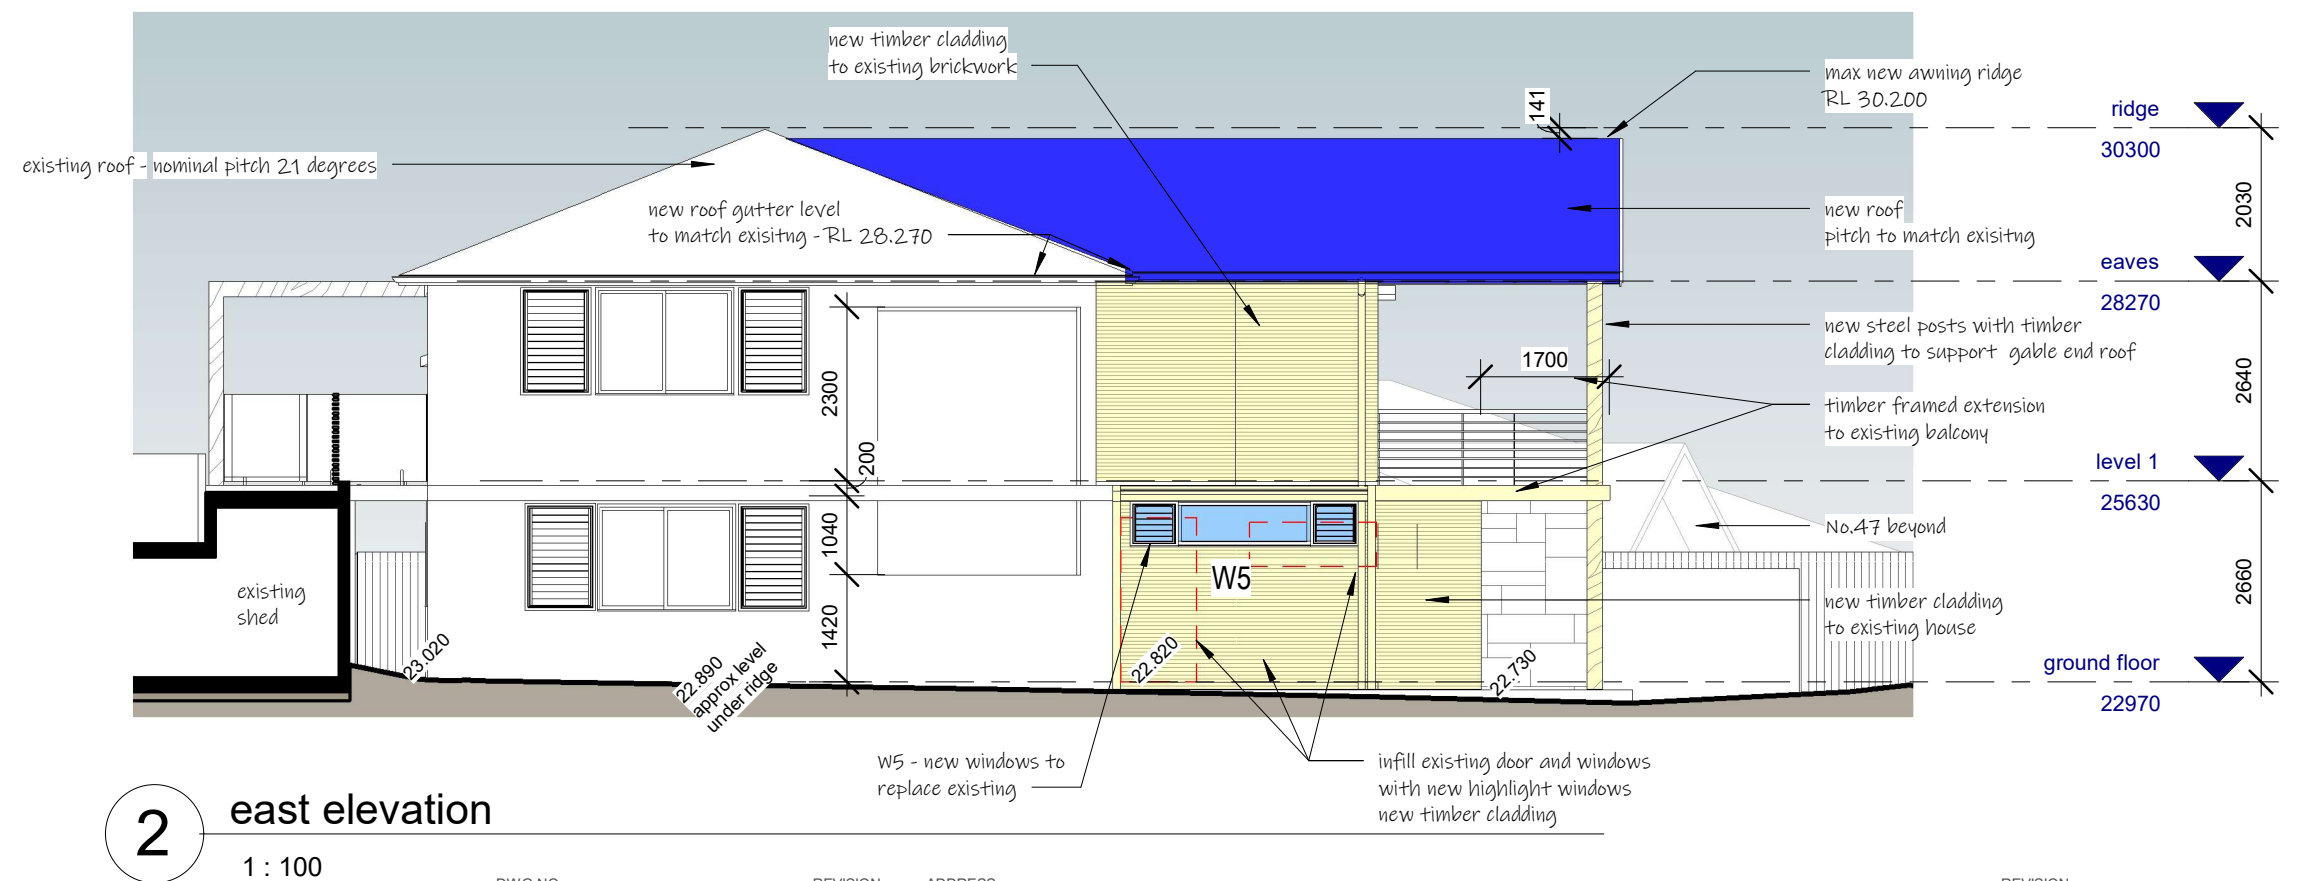 new timber cladding
to existing brickwork
max new awning ridge
RL 30.200
141
ridge
30300
existing roof - nominal pitch 21 degrees
2030
new roof gutter level
to match exisitng - RL 28.270
new roof
pitch to match exisitng
eaves
28270
new steel posts with timber
cladding to support gable end roof
1700
2300
2640
timber framed extension
to existing balcony
200
level 1
25630
1040
No.47 beyond
W5
existing
shed
2660
new timber cladding
to existing house
1420
23.020
22.890
approx level
under ridge
22.820
22.730
ground floor
22970
W5 - new windows to
replace existing
infill existing door and windows
with new highlight windows
new timber cladding
2
east elevation
1 : 100